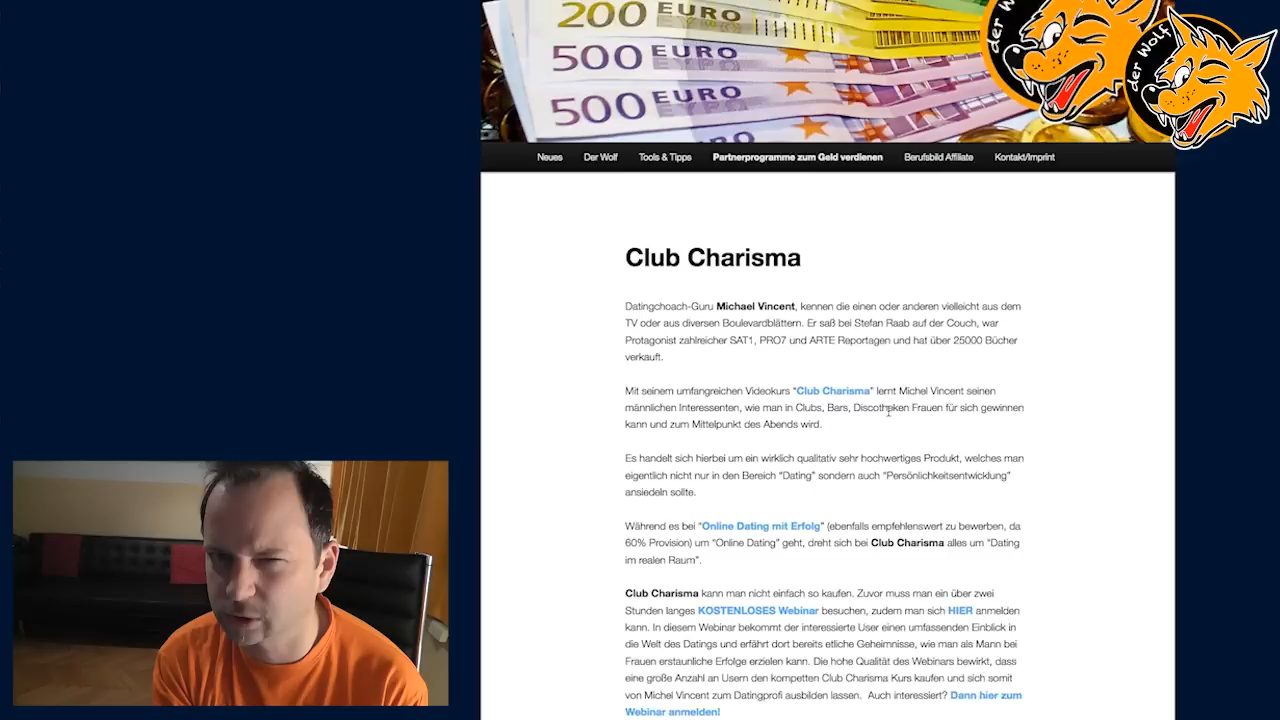 200 EURO
500 EURO
500 EURO
der Wolf
Neues Der Wolf Tools & Tipps Partnerprogramme zum Geld verdienen Berufsbild Affiliate Kontakt/Imprint
Club Charisma
Datingchoach-Guru Michael Vincent, kennen die einen oder anderen vielleicht aus dem
TV oder aus diversen Boulevardblättern. Er saß bei Stefan Raab auf der Couch, war
Protagonist zahlreicher SAT1, PRO7 und ARTE Reportagen und hat über 25000 Bücher
verkauft.
Mit seinem umfangreichen Videokurs “Club Charisma” lernt Michel Vincent seinen
männlichen Interessenten, wie man in Clubs, Bars, Discotheken Frauen für sich gewinnen
kann und zum Mittelpunkt des Abends wird.
Es handelt sich hierbei um ein wirklich qualitativ sehr hochwertiges Produkt, welches man
eigentlich nicht nur in den Bereich “Dating” sondern auch “Persönlichkeitsentwicklung”
ansiedeln sollte.
Während es bei “Online Dating mit Erfolg” (ebenfalls empfehlenswert zu bewerben, da
60% Provision) um “Online Dating” geht, dreht sich bei Club Charisma alles um “Dating
im realen Raum”.
Club Charisma kann man nicht einfach so kaufen. Zuvor muss man ein über zwei
Stunden langes KOSTENLOSES Webinar besuchen, zudem man sich HIER anmelden
kann. In diesem Webinar bekommt der interessierte User einen umfassenden Einblick in
die Welt des Datings und erfährt dort bereits etliche Geheimnisse, wie man als Mann bei
Frauen erstaunliche Erfolge erzielen kann. Die hohe Qualität des Webinars bewirkt, dass
eine große Anzahl an Usern den kompetten Club Charisma Kurs kaufen und sich somit
von Michel Vincent zum Datingprofi ausbilden lassen. Auch interessiert? Dann hier zum
Webinar anmelden!